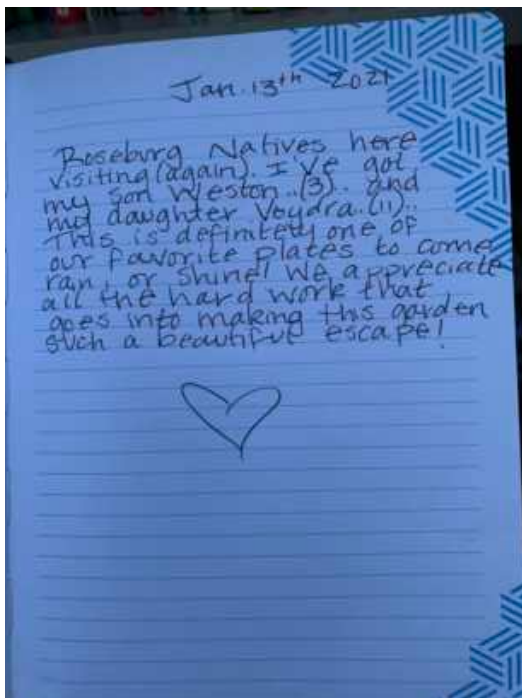 Jan. 13th 2021
Roseburg Natives here
visiting (again). I've got
my son Weston..(3).. and
my daughter Voydra.(11)..
This is definitely one of
our favorite plates to come
rain, or shine! We appreciate
all the hard work that
goes into making this garden
such a beautiful escape!